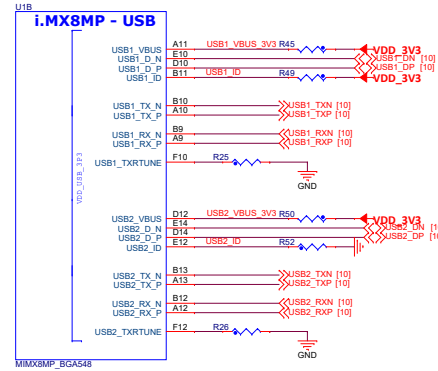 U1B
i.MX8MP - USB
VDD_USB_3P3
USB1_VBUS A11 USB1_VBUS_3V3 R45 VDD_3V3
USB1_D_N E10 USB1_DN [10]
USB1_D_P D10 USB1_DP [10]
USB1_ID B11 USB1_ID R49 VDD_3V3
USB1_TX_N B10 USB1_TXN [10]
USB1_TX_P A10 USB1_TXP [10]
USB1_RX_N B9 USB1_RXN [10]
USB1_RX_P A9 USB1_RXP [10]
USB1_TXRTUNE F10 R25
GND
USB2_VBUS D12 USB2_VBUS_3V3 R50 VDD_3V3
USB2_D_N E14 USB2_DN [1
USB2_D_P D14 USB2_DP [1
USB2_ID E12 USB2_ID R52
USB2_TX_N B13 USB2_TXN [10]
USB2_TX_P A13 USB2_TXP [10]
USB2_RX_N B12 USB2_RXN [10]
USB2_RX_P A12 USB2_RXP [10]
USB2_TXRTUNE F12 R26
GND
MIMX8MP_BGA548